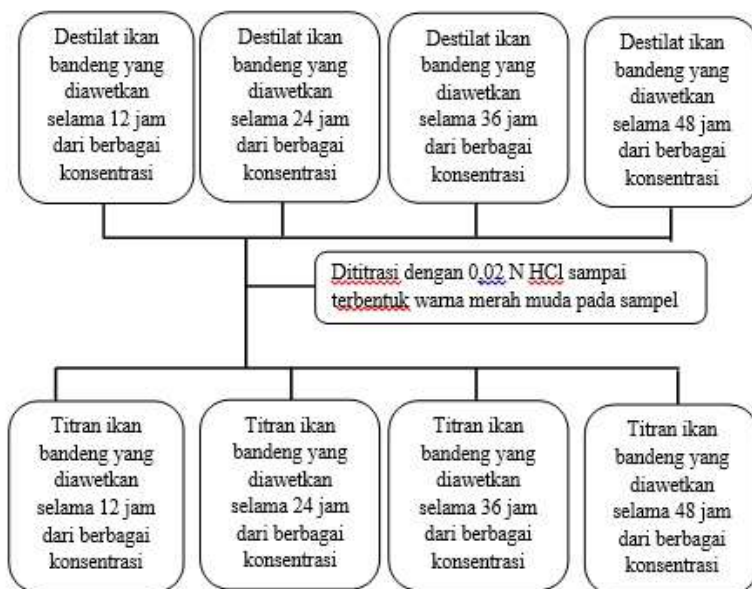 Destilat ikan
bandeng yang
diawetkan
selama 12 jam
dari berbagai
konsentrasi
Destilat ikan
bandeng yang
diawetkan
selama 24 jam
dari berbagai
konsentrasi
Destilat ikan
bandeng yang
diawetkan
selama 36 jam
dari berbagai
konsentrasi
Destilat ikan
bandeng yang
diawetkan
selama 48 jam
dari berbagai
konsentrasi
Dititrasi dengan 0,02 N HCl sampai
terbentuk warna merah muda pada sampel
Titran ikan
bandeng yang
diawetkan
selama 12 jam
dari berbagai
konsentrasi
Titran ikan
bandeng yang
diawetkan
selama 24 jam
dari berbagai
konsentrasi
Titran ikan
bandeng yang
diawetkan
selama 36 jam
dari berbagai
konsentrasi
Titran ikan
bandeng yang
diawetkan
selama 48 jam
dari berbagai
konsentrasi